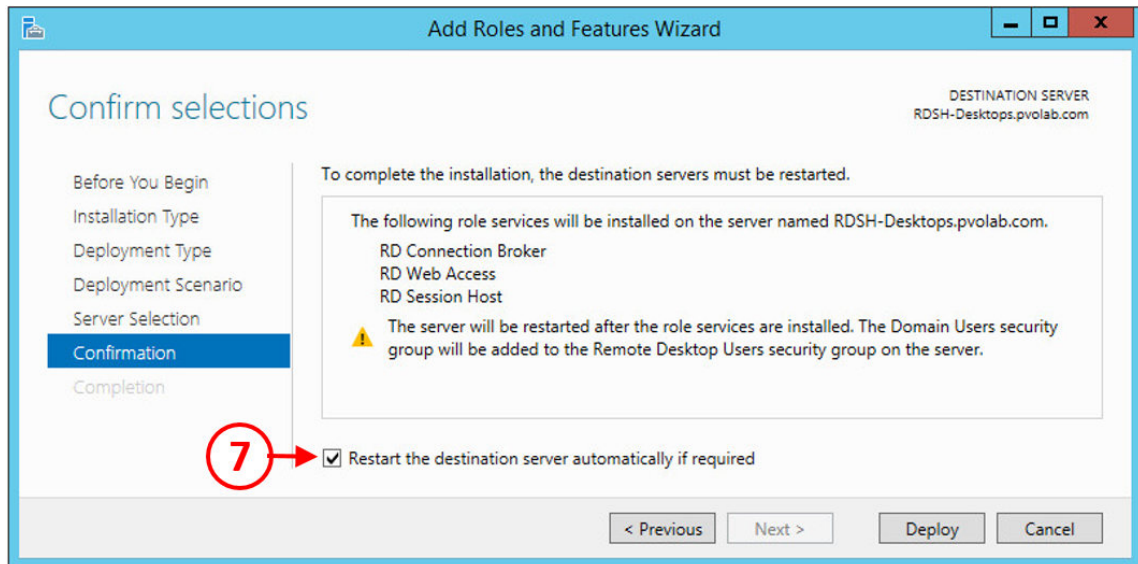 Add Roles and Features Wizard
Confirm selections
DESTINATION SERVER
RDSH-Desktops.pvolab.com
Before You Begin
Installation Type
Deployment Type
Deployment Scenario
Server Selection
Confirmation
Completion
To complete the installation, the destination servers must be restarted.
The following role services will be installed on the server named RDSH-Desktops.pvolab.com.
RD Connection Broker
RD Web Access
RD Session Host
The server will be restarted after the role services are installed. The Domain Users security
group will be added to the Remote Desktop Users security group on the server.
7
Restart the destination server automatically if required
< Previous
Next >
Deploy
Cancel